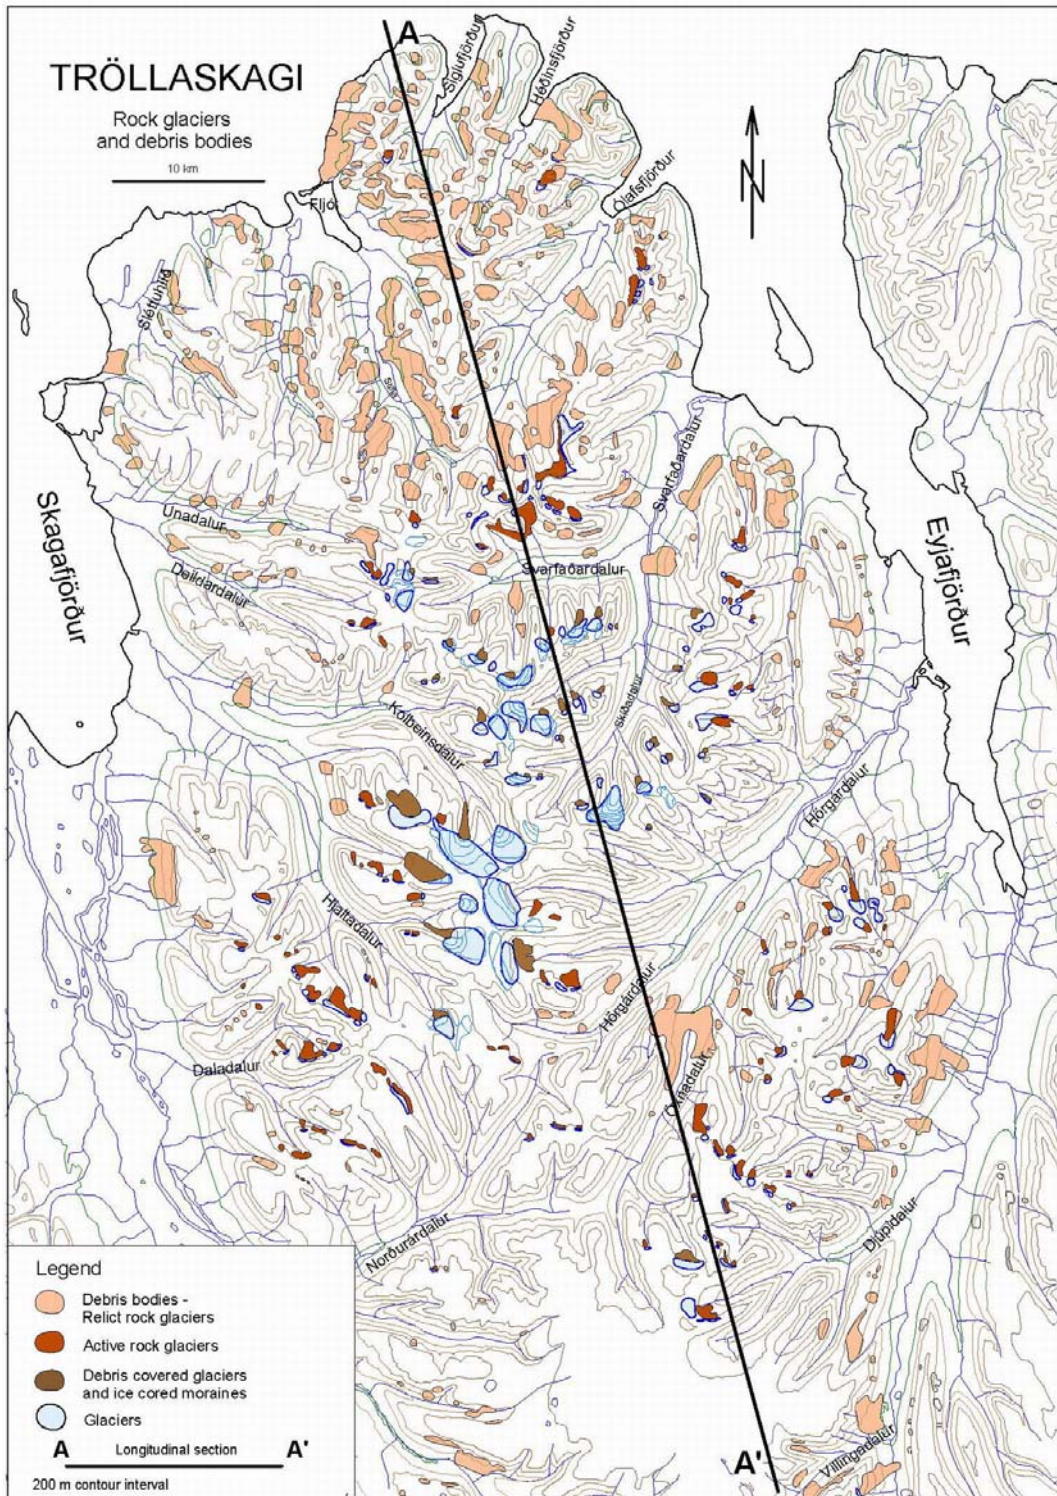 A
TRÖLLASKAGI
Rock glaciers
and debris bodies
10 km
Siglufjörður
Héðinsfjörður
N
Ólafsfjörður
Fljót
Sléttuhlíð
Svarfaðardalur
Skagafjörður
Unadalur
Eyjafjörður
Svarfaðardalur
Deildardalur
Skíðadalur
Kolbeinsdalur
Hörgárdalur
Hjaltadalur
Hörgárdalur
Daladalur
Öxnadalur
Norðurárdalur
Djúpidalur
Legend
Debris bodies -
Relict rock glaciers
Active rock glaciers
Debris covered glaciers
and ice cored moraines
Glaciers
A Longitudinal section A'
200 m contour interval
A'
Villingadalur